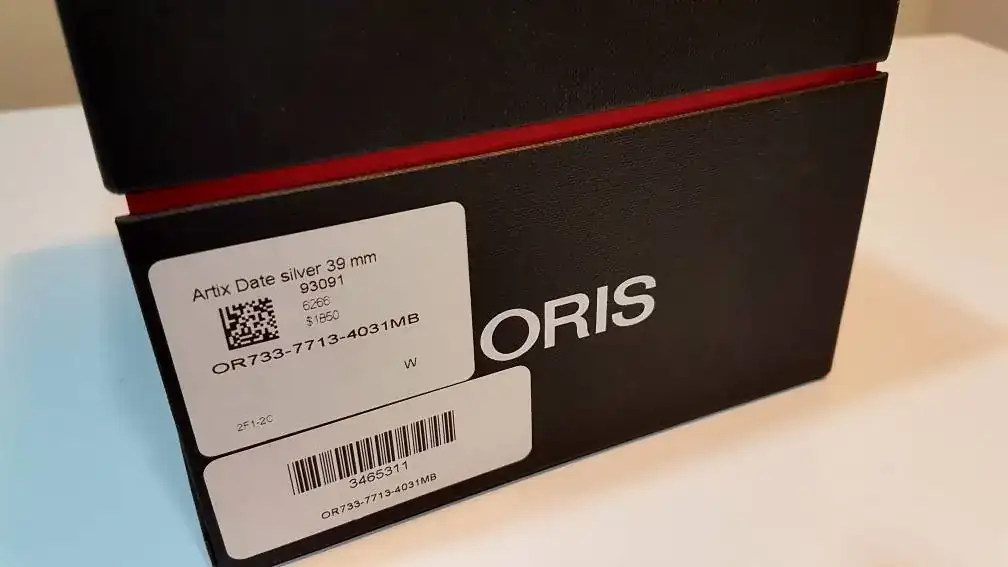 Artix Date silver 39 mm
93091
6266
$1850
OR733-7713-4031MB
W
2F1-2C
ORIS
3465311
OR733-7713-4031MB